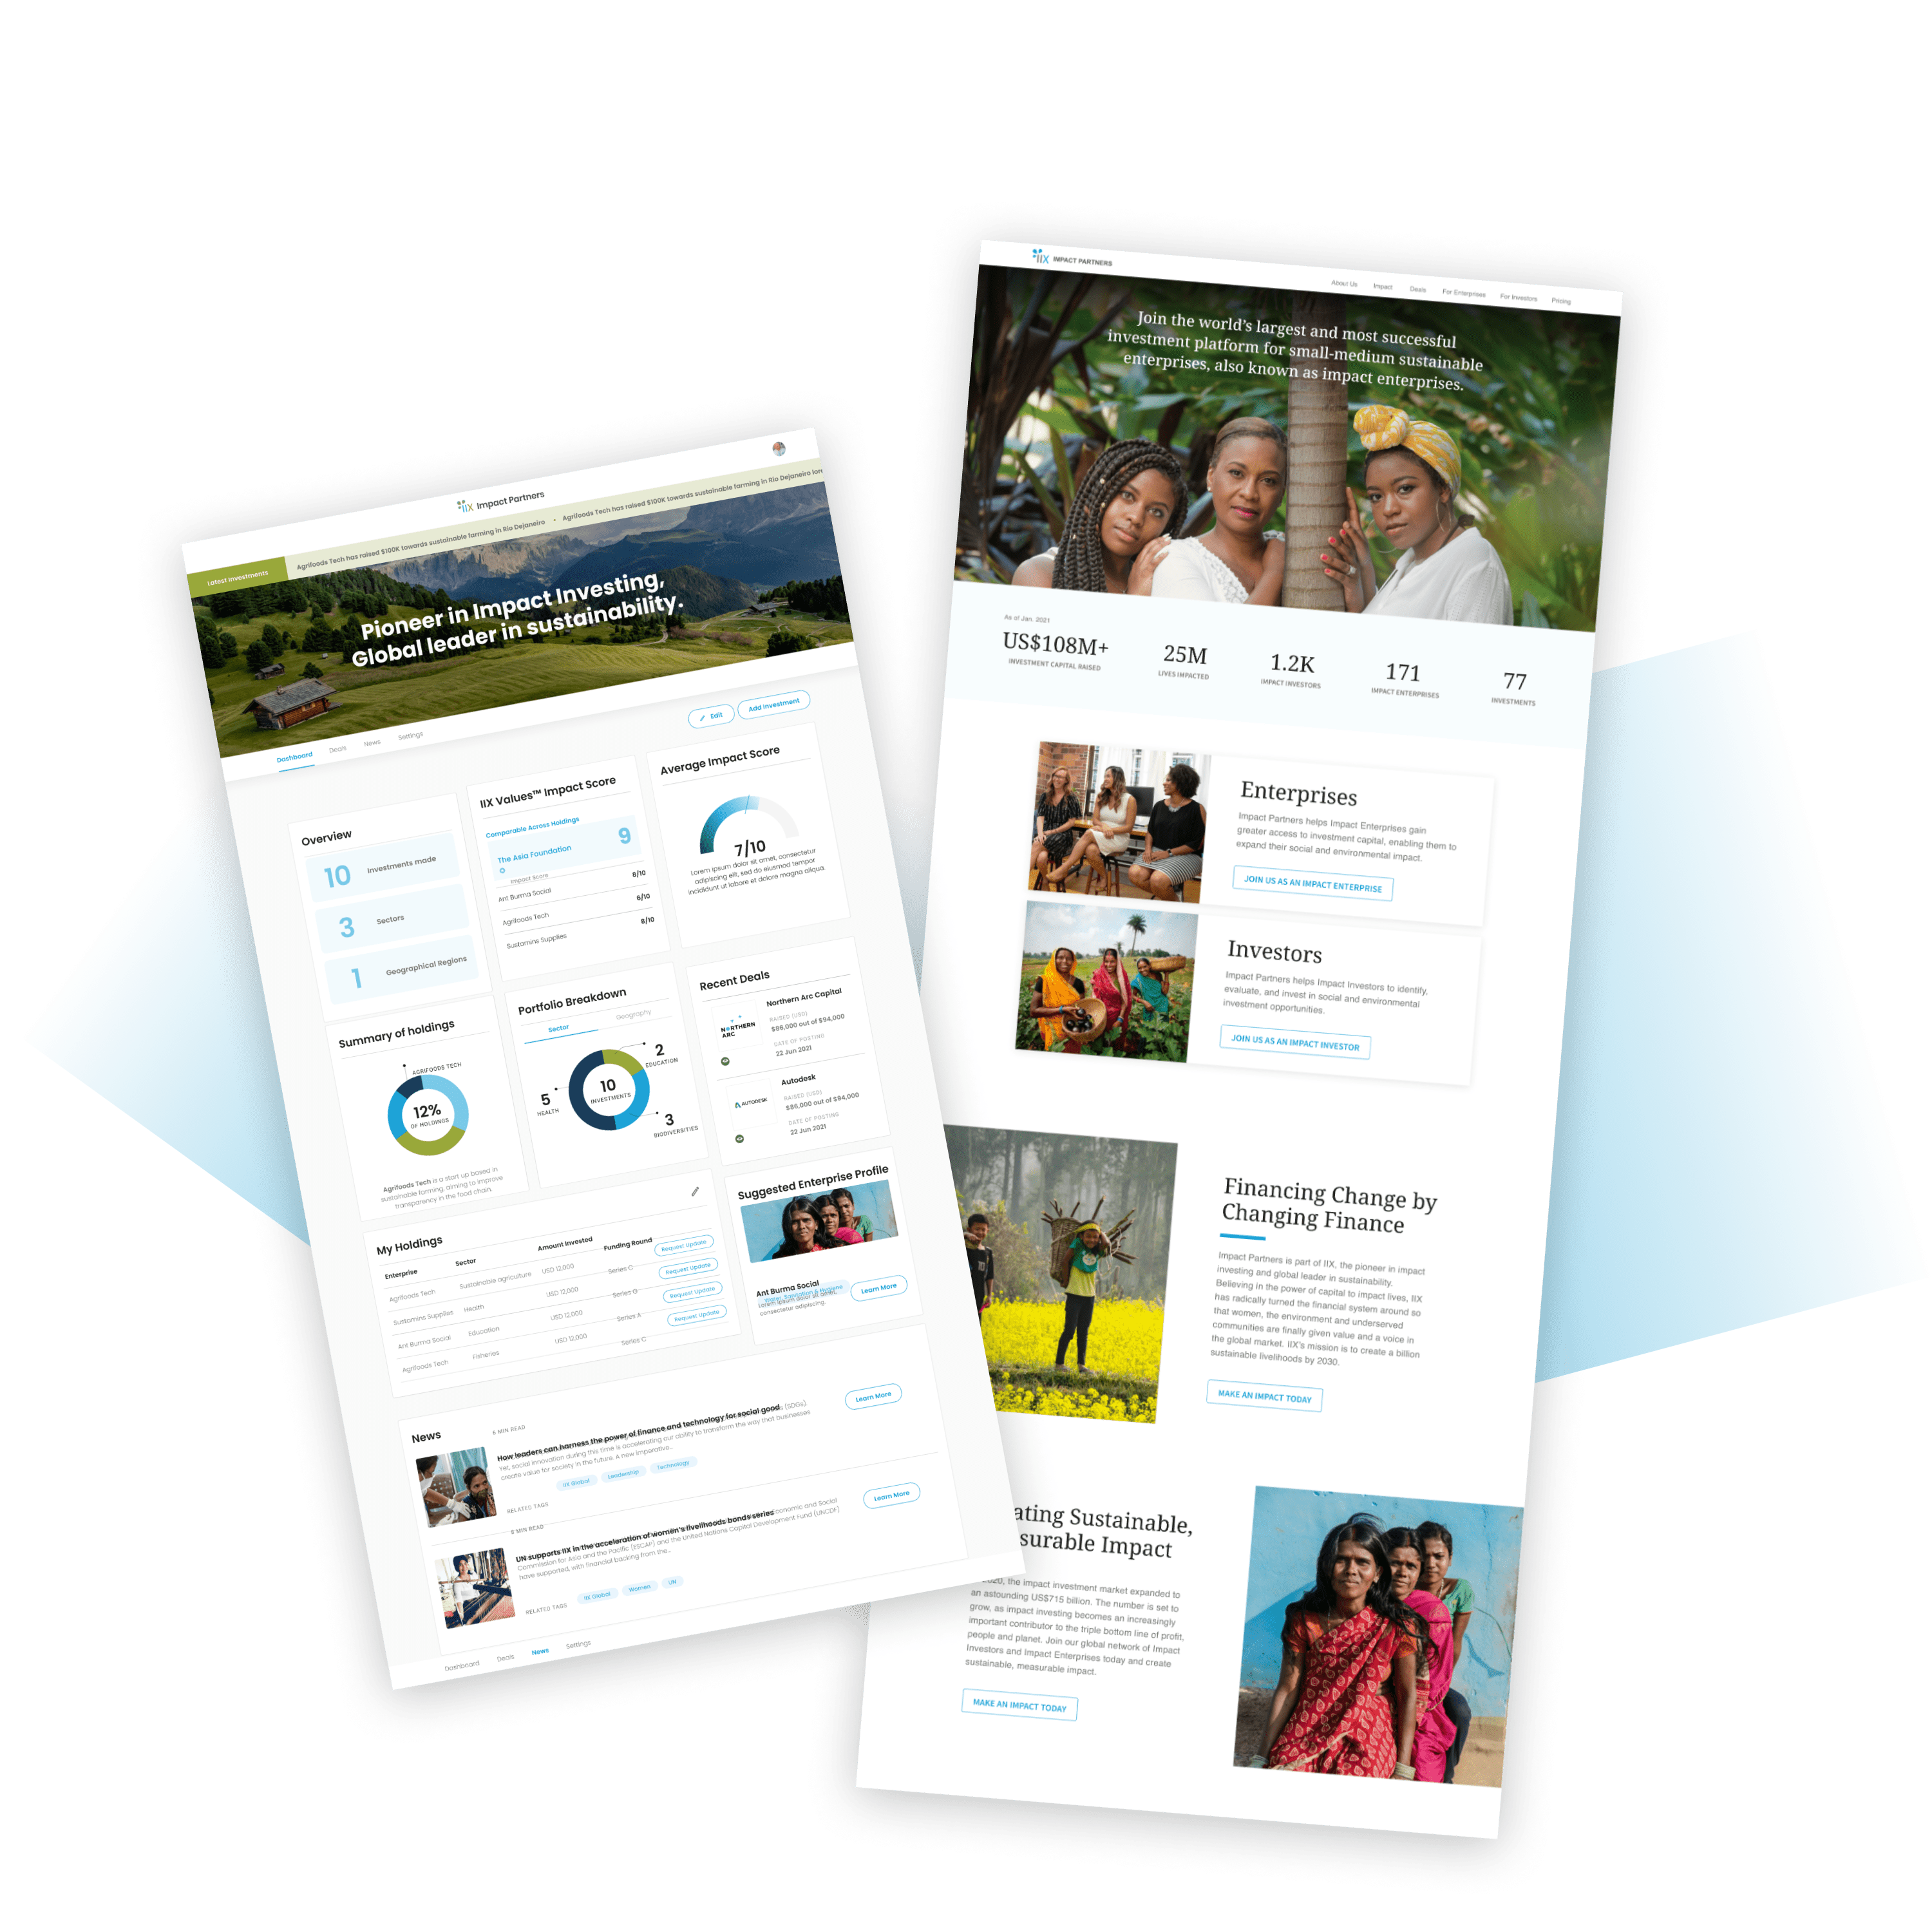 IIX Impact Partners
Latest Investments
Agrifoods Tech has raised $100K towards sustainable farming in Rio Dejaneiro • Agrifoods Tech has raised $100K towards sustainable farming in Rio Dejaneiro
Pioneer in Impact Investing,
Global leader in sustainability.
Dashboard
Deals
News
Settings
Edit
Add investment
Overview
10 Investments made
3 Sectors
1 Geographical Regions
IIX Values™ Impact Score
Comparable Across Holdings
The Asia Foundation
9
Impact Score
Ant Burma Social 8/10
Agrifoods Tech 6/10
Sustamins Supplies 8/10
Average Impact Score
7/10
Lorem ipsum dolor sit amet, consectetur
adipiscing elit, sed do eiusmod tempor
incididunt ut labore et dolore magna aliqua.
Summary of holdings
AGRIFOODS TECH
12%
OF HOLDINGS
Agrifoods Tech is a start up based in
sustainable farming, aiming to improve
transparency in the food chain.
Portfolio Breakdown
Sector
Geography
2
EDUCATION
10
INVESTMENTS
5
HEALTH
3
BIODIVERSITIES
Recent Deals
NORTHERN
ARC
Northern Arc Capital
RAISED (USD)
$86,000 out of $94,000
DATE OF POSTING
22 Jun 2021
AUTODESK
Autodesk
RAISED (USD)
$86,000 out of $94,000
DATE OF POSTING
22 Jun 2021
My Holdings
Enterprise Sector Amount Invested Funding Round
Agrifoods Tech Sustainable agriculture USD 12,000 Series C Request Update
Sustamins Supplies Health USD 12,000 Series G Request Update
Ant Burma Social Education USD 12,000 Series A Request Update
Agrifoods Tech Fisheries USD 12,000 Series C Request Update
Suggested Enterprise Profile
Ant Burma Social
Water, Sanitation & Hygiene
Lorem ipsum dolor sit amet,
consectetur adipiscing.
Learn More
News
6 MIN READ
How leaders can harness the power of finance and technology for social good
(SDGs).
Yet, social innovation during this time is accelerating our ability to transform the way that businesses
create value for society in the future. A new imperative...
RELATED TAGS
IIX Global
Leadership
Technology
Learn More
6 MIN READ
UN supports IIX in the acceleration of women's livelihoods bonds series
Economic and Social
Commission for Asia and the Pacific (ESCAP) and the United Nations Capital Development Fund (UNCDF)
have supported, with financial backing from the...
RELATED TAGS
IIX Global
Women
UN
Learn More
Dashboard
Deals
News
Settings
IIX IMPACT PARTNERS
About Us
Impact
Deals
For Enterprises
For Investors
Pricing
Join the world's largest and most successful
investment platform for small-medium sustainable
enterprises, also known as impact enterprises.
As of Jan. 2021
US$108M+
INVESTMENT CAPITAL RAISED
25M
LIVES IMPACTED
1.2K
IMPACT INVESTORS
171
IMPACT ENTERPRISES
77
INVESTMENTS
Enterprises
Impact Partners helps Impact Enterprises gain
greater access to investment capital, enabling them to
expand their social and environmental impact.
JOIN US AS AN IMPACT ENTERPRISE
Investors
Impact Partners helps Impact Investors to identify,
evaluate, and invest in social and environmental
investment opportunities.
JOIN US AS AN IMPACT INVESTOR
Financing Change by
Changing Finance
Impact Partners is part of IIX, the pioneer in impact
investing and global leader in sustainability.
Believing in the power of capital to impact lives, IIX
has radically turned the financial system around so
that women, the environment and underserved
communities are finally given value and a voice in
the global market. IIX's mission is to create a billion
sustainable livelihoods by 2030.
MAKE AN IMPACT TODAY
ating Sustainable,
surable Impact
2020, the impact investment market expanded to
an astounding US$715 billion. The number is set to
grow, as impact investing becomes an increasingly
important contributor to the triple bottom line of profit,
people and planet. Join our global network of Impact
Investors and Impact Enterprises today and create
sustainable, measurable impact.
MAKE AN IMPACT TODAY